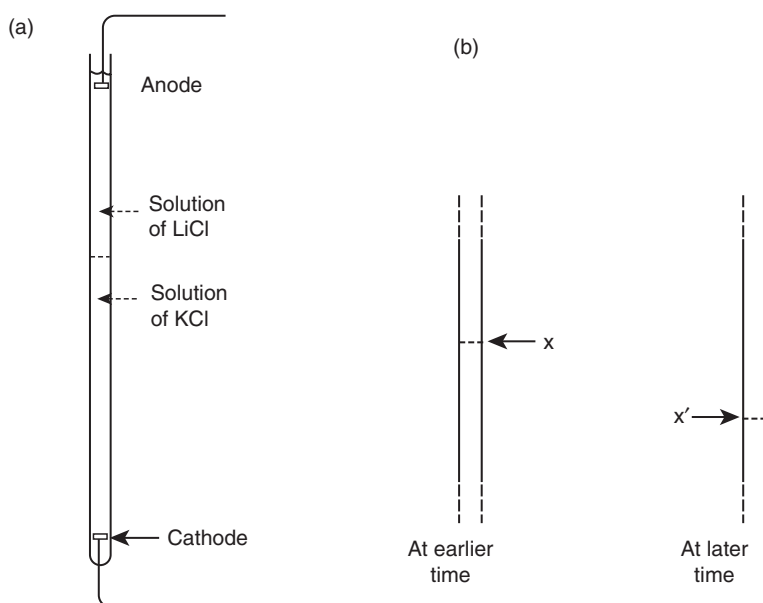 (a)
Anode
Solution
of LiCl
Solution
of KCl
Cathode
(b)
x
At earlier
time
x′
At later
time